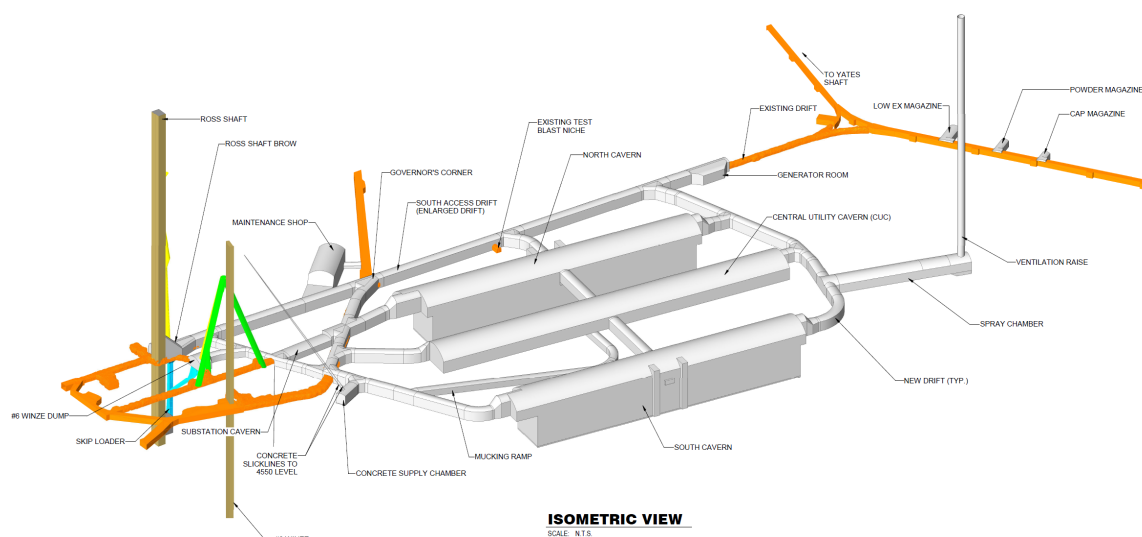 TO YATES
SHAFT
POWDER MAGAZINE
LOW EX MAGAZINE
CAP MAGAZINE
EXISTING DRIFT
ROSS SHAFT
EXISTING TEST
BLAST NICHE
ROSS SHAFT BROW
NORTH CAVERN
GOVERNOR'S CORNER
GENERATOR ROOM
SOUTH ACCESS DRIFT
(ENLARGED DRIFT)
MAINTENANCE SHOP
CENTRAL UTILITY CAVERN (CUC)
VENTILATION RAISE
SPRAY CHAMBER
NEW DRIFT (TYP.)
#6 WINZE DUMP
SUBSTATION CAVERN
SKIP LOADER
SOUTH CAVERN
CONCRETE
SLICKLINES TO
4550 LEVEL
MUCKING RAMP
CONCRETE SUPPLY CHAMBER
ISOMETRIC VIEW
SCALE: N.T.S.